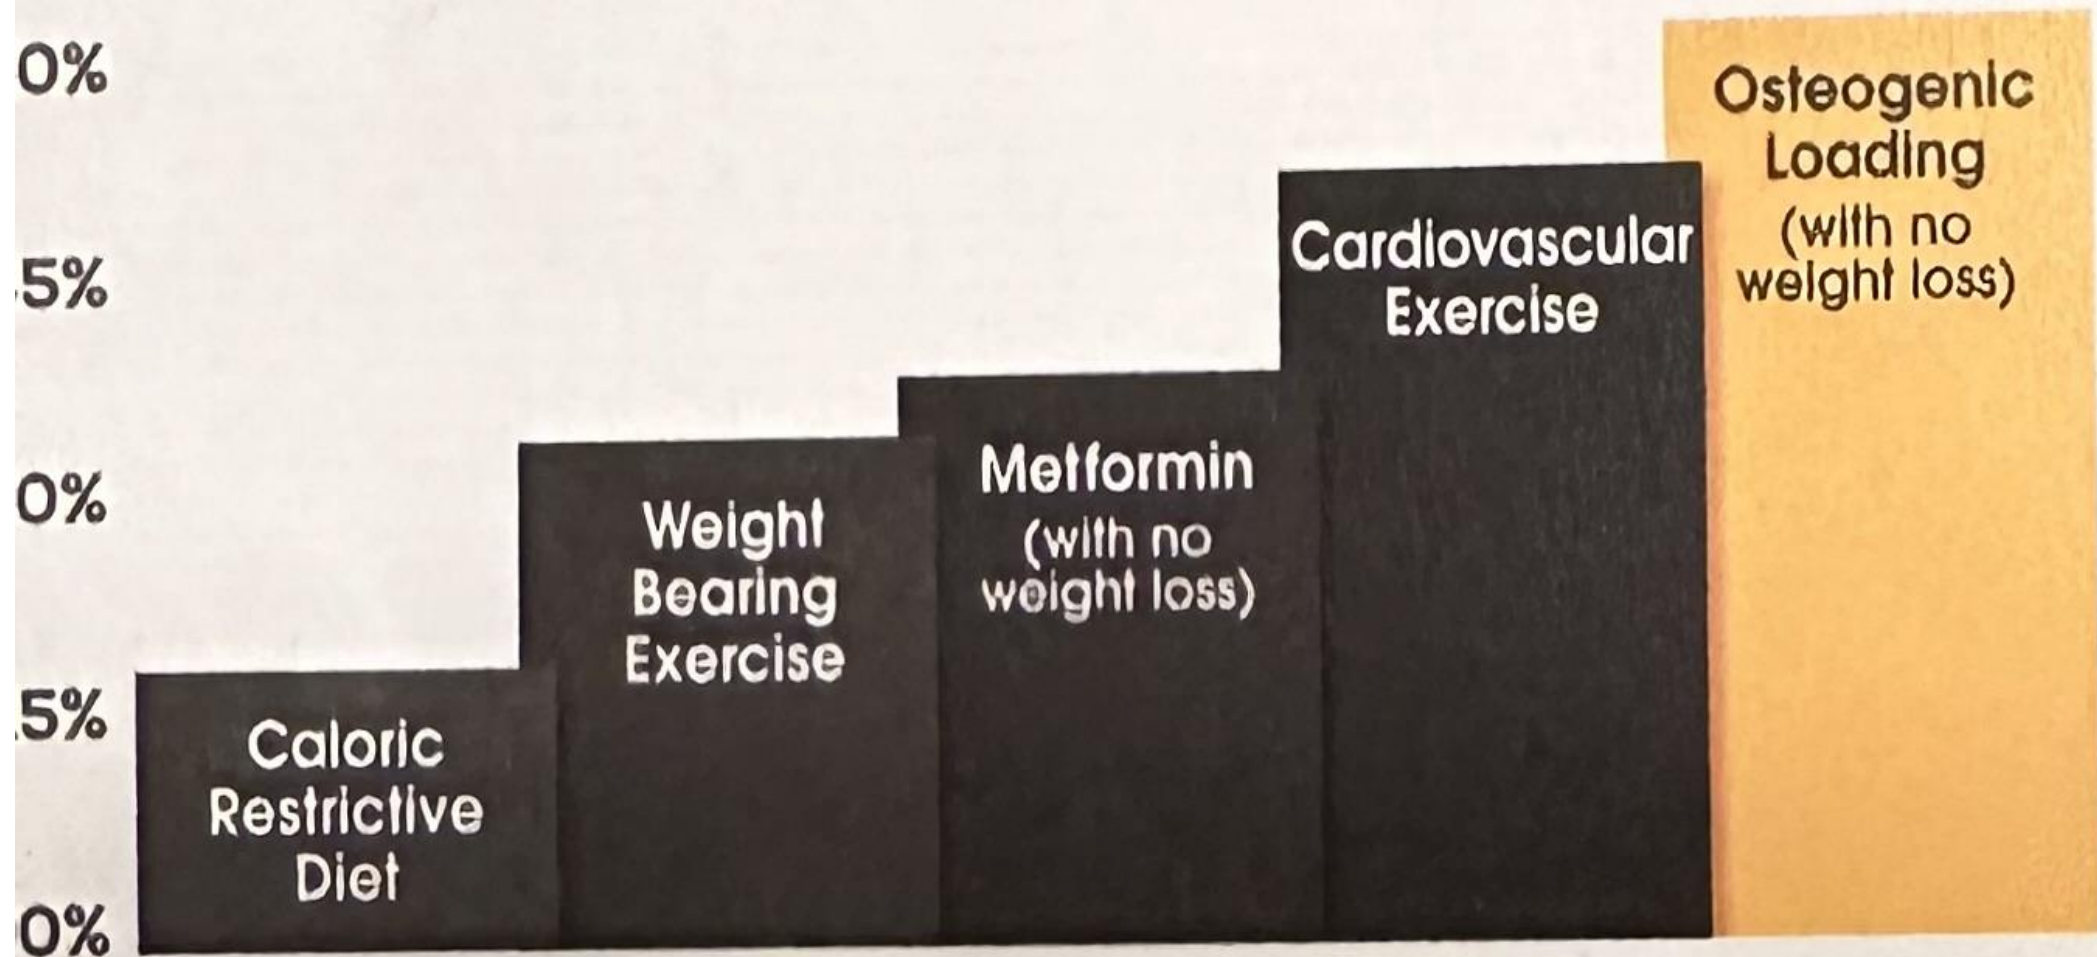 0%
5%
0%
5%
0%
Caloric
Restrictive
Diet
Weight
Bearing
Exercise
Metformin
(with no
weight loss)
Cardiovascular
Exercise
Osteogenic
Loading
(with no
weight loss)